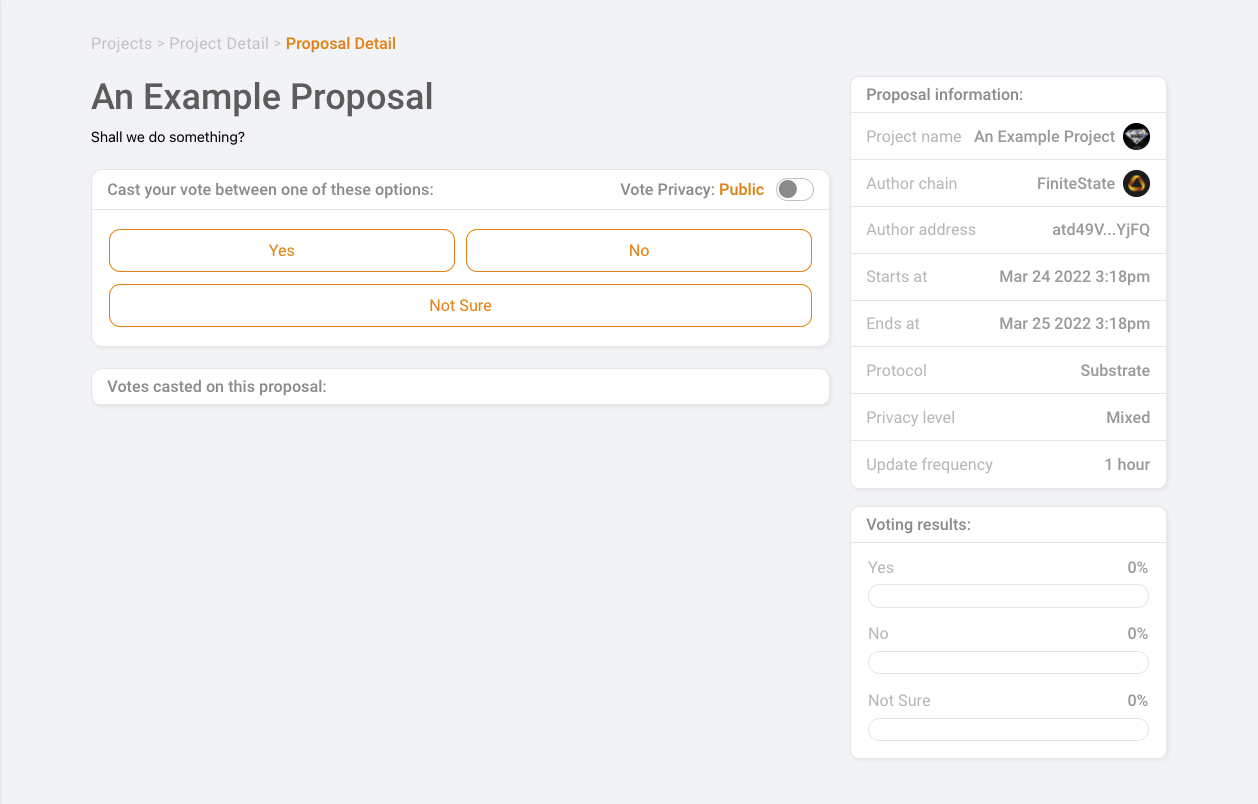 Projects > Project Detail > Proposal Detail
An Example Proposal
Shall we do something?
Cast your vote between one of these options: Vote Privacy: Public
Yes No
Not Sure
Votes casted on this proposal:
Proposal information:
Project name An Example Project
Author chain FiniteState
Author address atd49V...YjFQ
Starts at Mar 24 2022 3:18pm
Ends at Mar 25 2022 3:18pm
Protocol Substrate
Privacy level Mixed
Update frequency 1 hour
Voting results:
Yes 0%
No 0%
Not Sure 0%